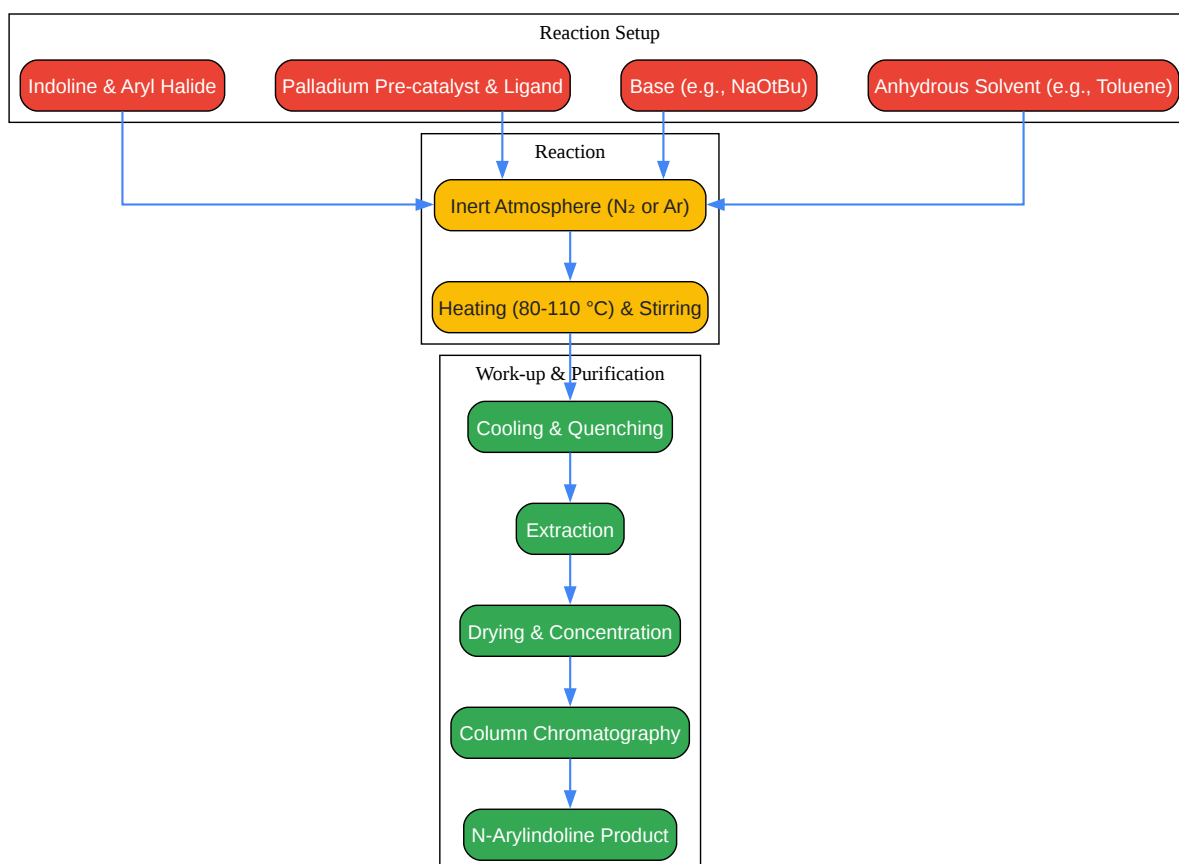 Reaction Setup
Indoline & Aryl Halide
Palladium Pre-catalyst & Ligand
Base (e.g., NaOtBu)
Anhydrous Solvent (e.g., Toluene)
Reaction
Inert Atmosphere (N₂ or Ar)
Heating (80-110 °C) & Stirring
Work-up & Purification
Cooling & Quenching
Extraction
Drying & Concentration
Column Chromatography
N-Arylindoline Product